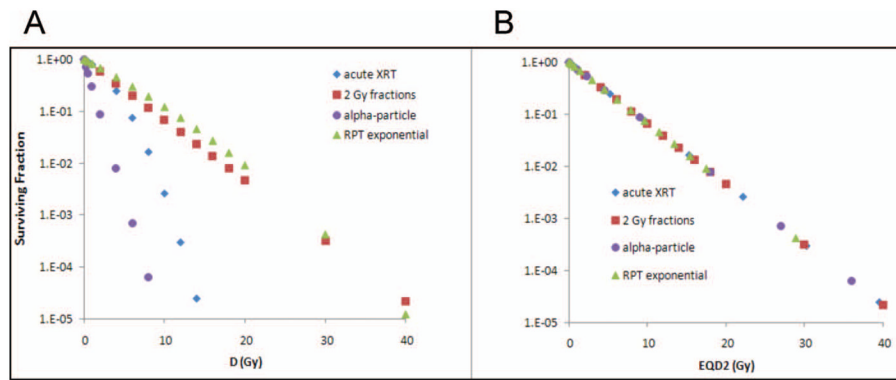 A
B
1.E+00
1.E-01
1.E-02
1.E-03
1.E-04
1.E-05
Surviving Fraction
0
10
20
30
40
D (Gy)
acute XRT
2 Gy fractions
alpha-particle
RPT exponential
1.E+00
1.E-01
1.E-02
1.E-03
1.E-04
1.E-05
0
10
20
30
40
EQD2 (Gy)
acute XRT
2 Gy fractions
alpha-particle
RPT exponential